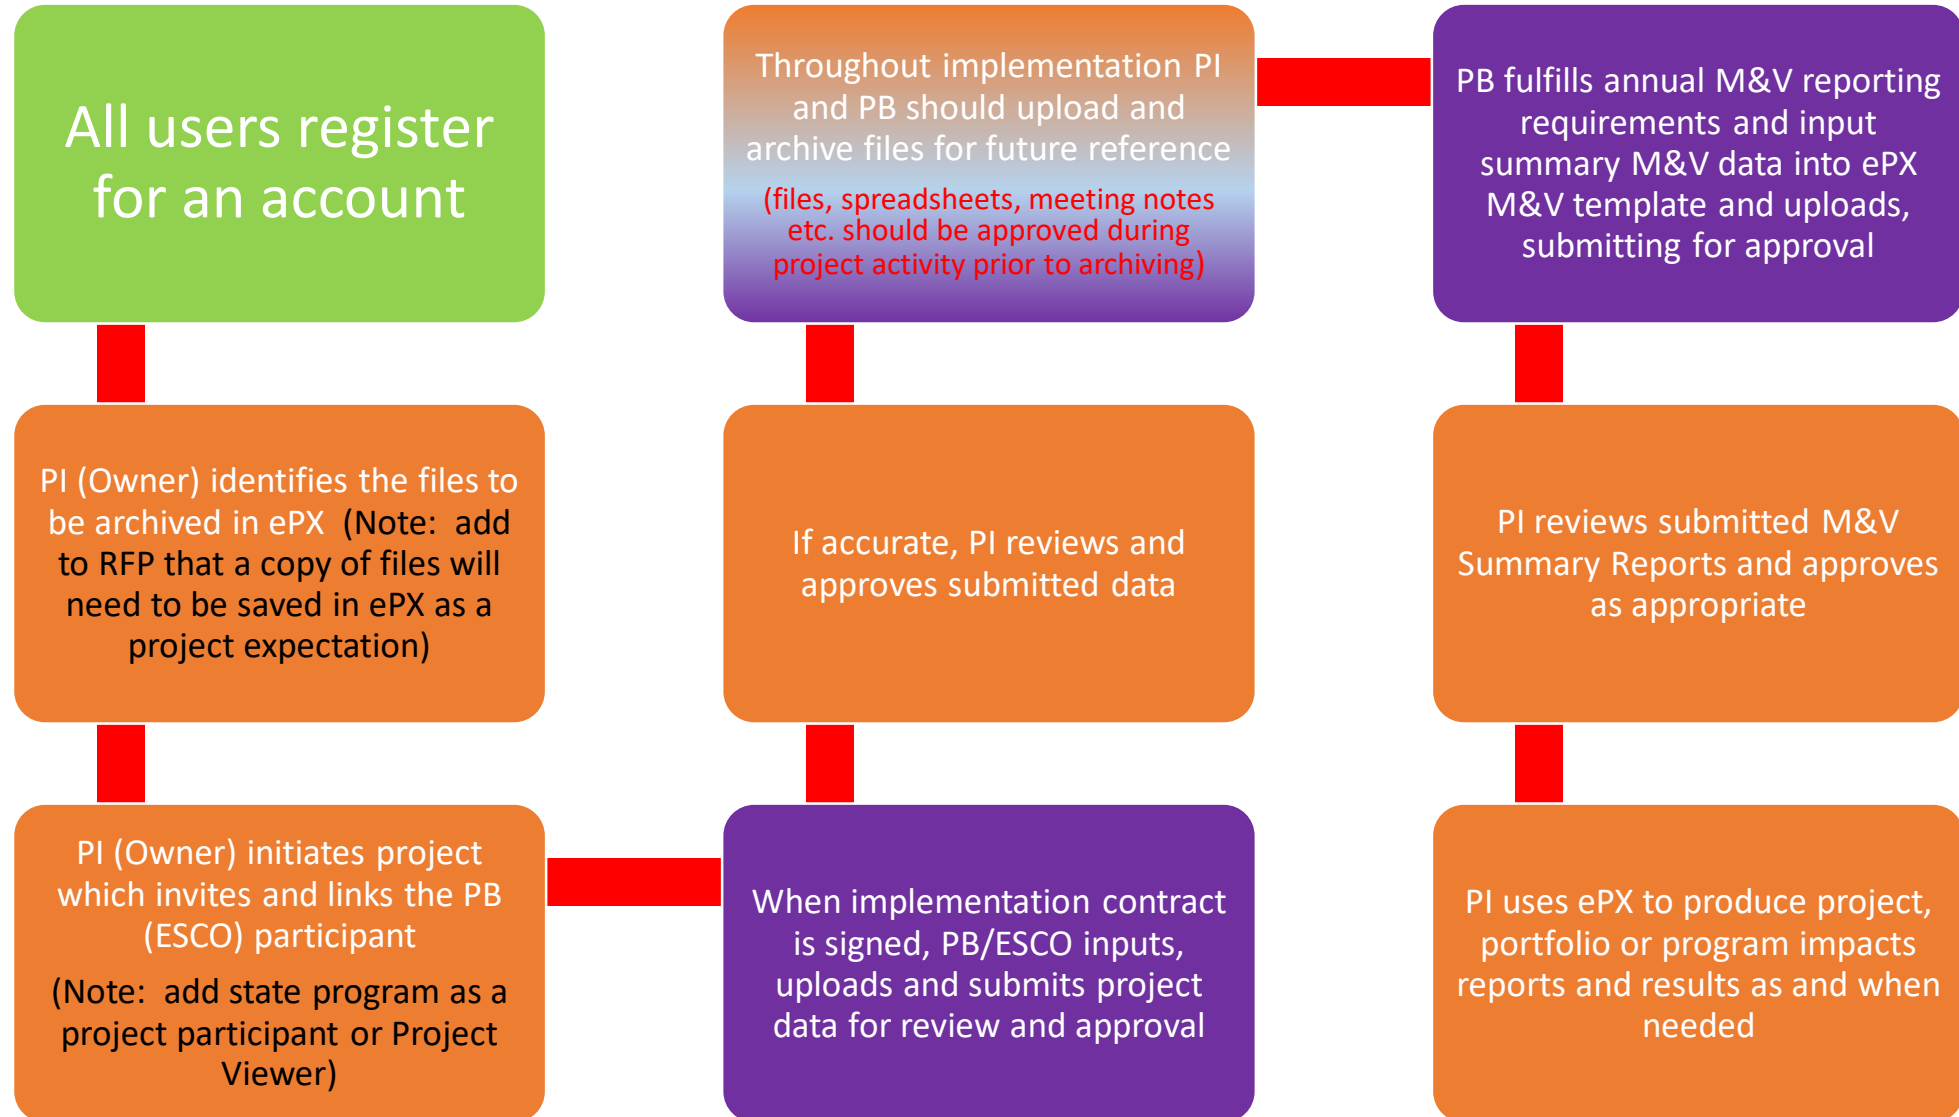 All users register
for an account
PI (Owner) identifies the files to
be archived in ePX  (Note:  add
to RFP that a copy of files will
need to be saved in ePX as a
project expectation)
PI (Owner) initiates project
which invites and links the PB
(ESCO) participant
(Note:  add state program as a
project participant or Project
Viewer)
When implementation contract
is signed, PB/ESCO inputs,
uploads and submits project
data for review and approval
If accurate, PI reviews and
approves submitted data
Throughout implementation PI
and PB should upload and
archive files for future reference
(files, spreadsheets, meeting notes
etc. should be approved during
project activity prior to archiving)
PB fulfills annual M&V reporting
requirements and input
summary M&V data into ePX
M&V template and uploads,
submitting for approval
PI reviews submitted M&V
Summary Reports and approves
as appropriate
PI uses ePX to produce project,
portfolio or program impacts
reports and results as and when
needed